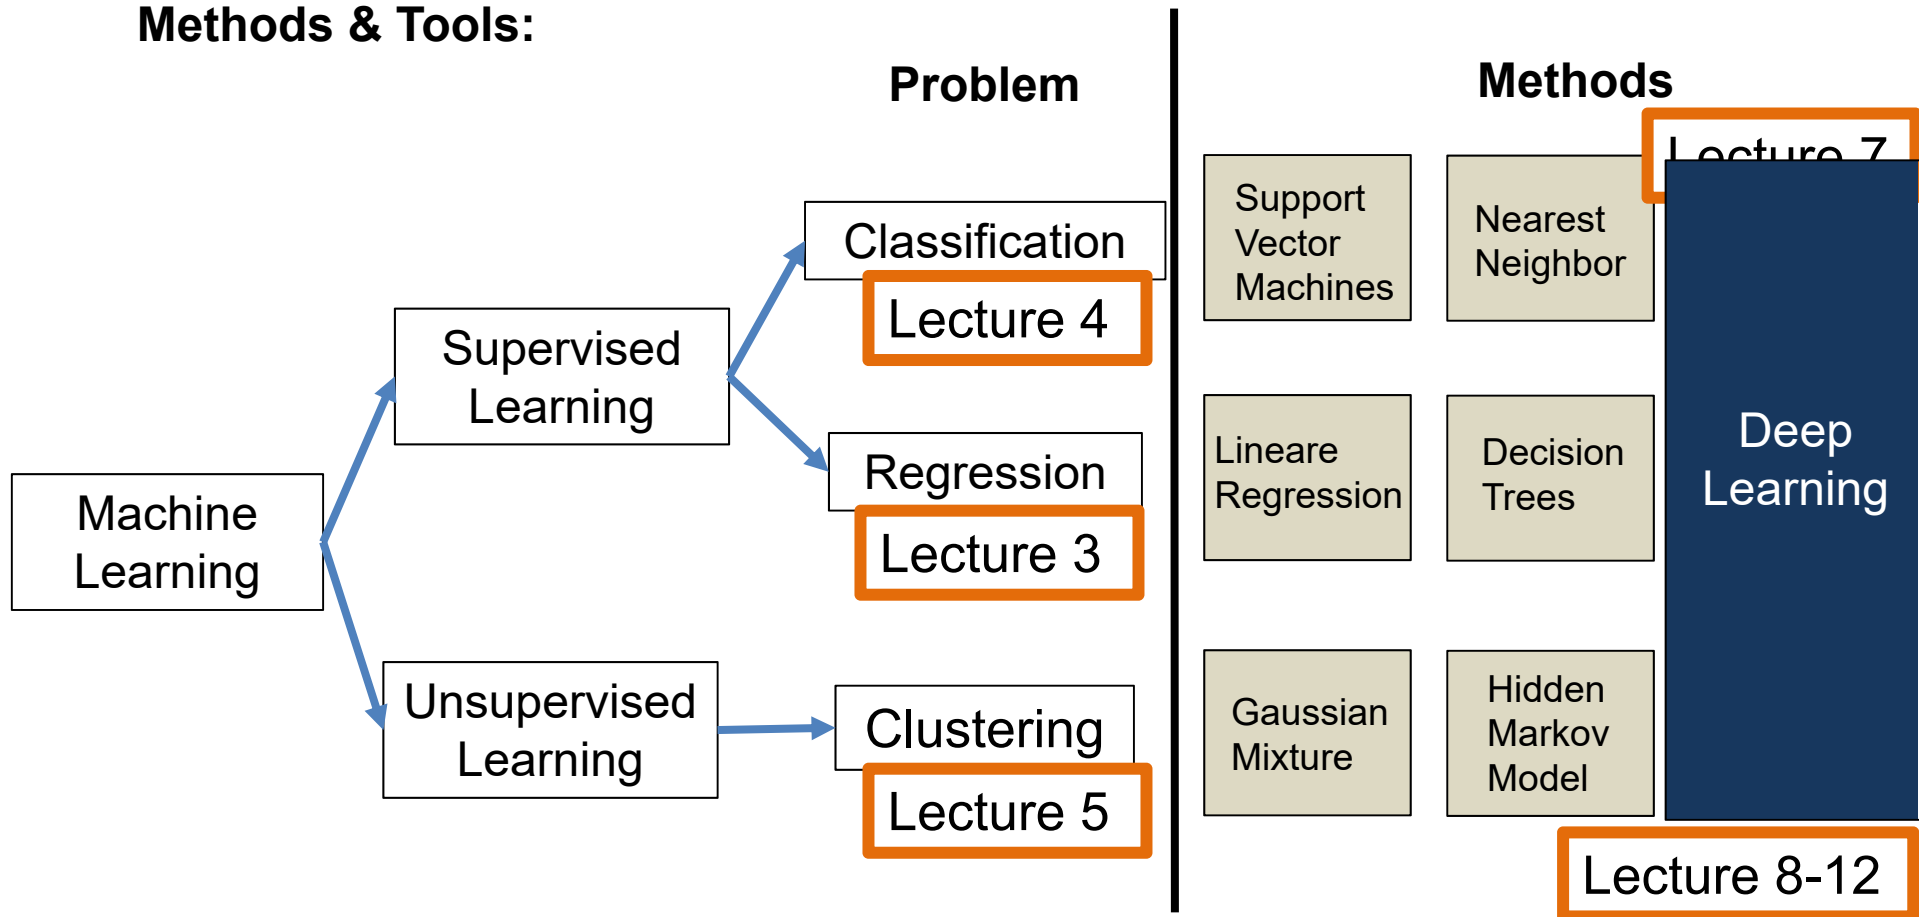 Methods & Tools:
Problem
Methods
Machine
Learning
Supervised
Learning
Unsupervised
Learning
Classification
Lecture 4
Regression
Lecture 3
Clustering
Lecture 5
Support
Vector
Machines
Nearest
Neighbor
Lecture 7
Lineare
Regression
Decision
Trees
Deep
Learning
Gaussian
Mixture
Hidden
Markov
Model
Lecture 8-12